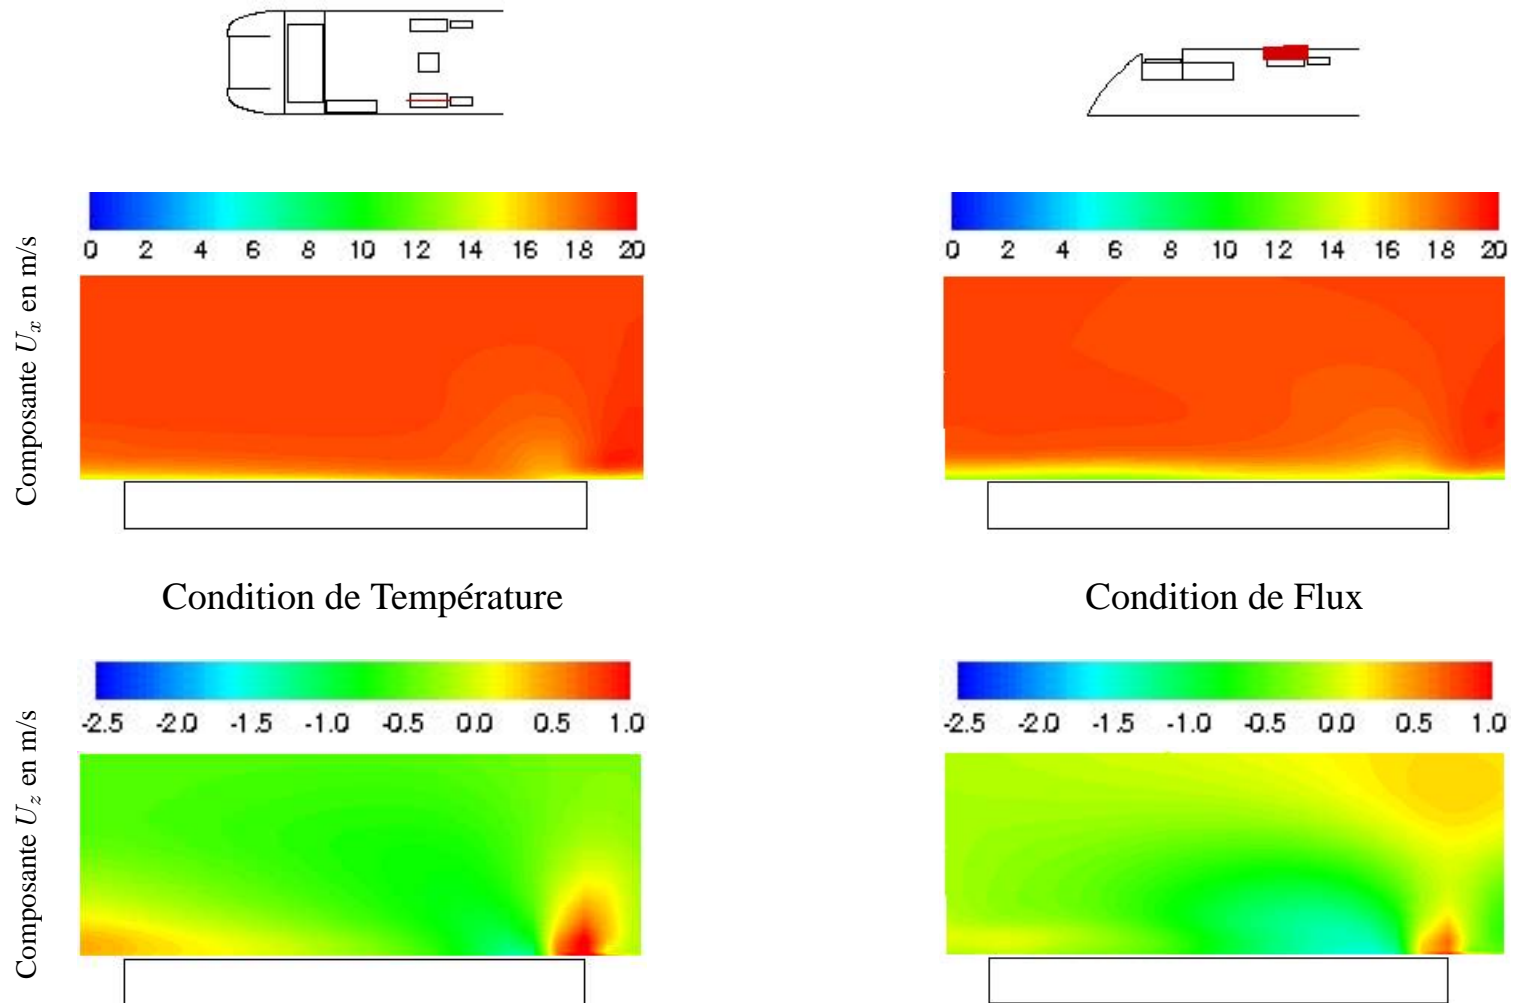 0 2 4 6 8 10 12 14 16 18 20
0 2 4 6 8 10 12 14 16 18 20
Composante Ux en m/s
Condition de Température
Condition de Flux
-2.5 -2.0 -1.5 -1.0 -0.5 0.0 0.5 1.0
-2.5 -2.0 -1.5 -1.0 -0.5 0.0 0.5 1.0
Composante Uz en m/s